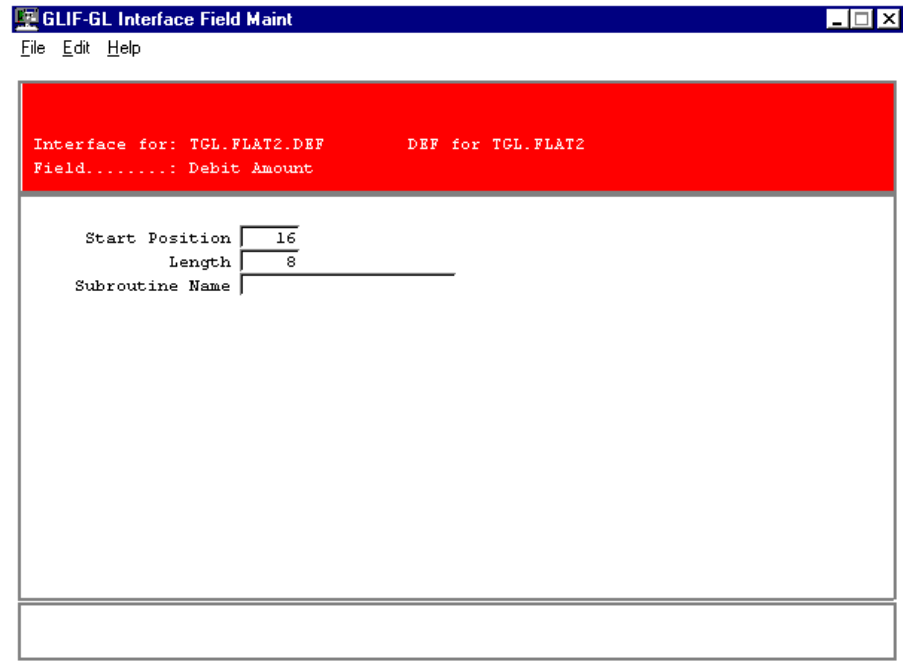 GLIF-GL Interface Field Maint
File Edit Help
Interface for: TGL.FLAT2.DEF DEF for TGL.FLAT2
Field........: Debit Amount
Start Position 16
Length 8
Subroutine Name